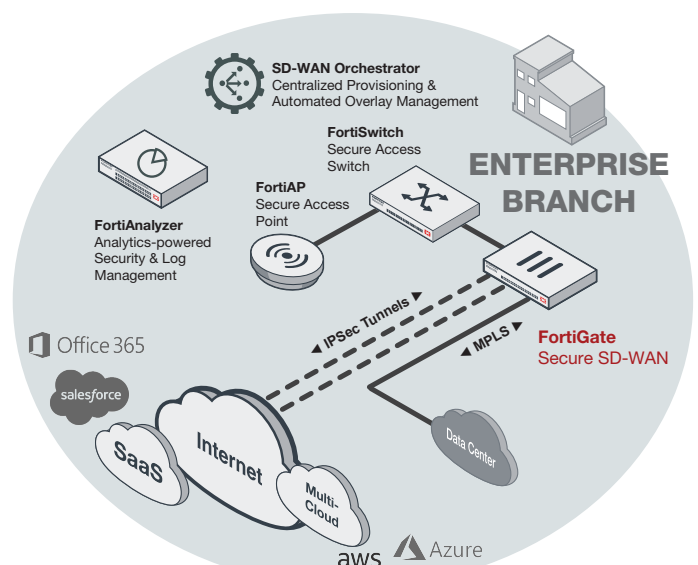 SD-WAN Orchestrator
Centralized Provisioning &
Automated Overlay Management
FortiSwitch
Secure Access
Switch
ENTERPRISE
BRANCH
FortiAP
Secure Access
Point
FortiAnalyzer
Analytics-powered
Security & Log
Management
IPSec Tunnels
MPLS
FortiGate
Secure SD-WAN
Office 365
salesforce
SaaS
Internet
Multi-
Cloud
Data Center
aws
Azure